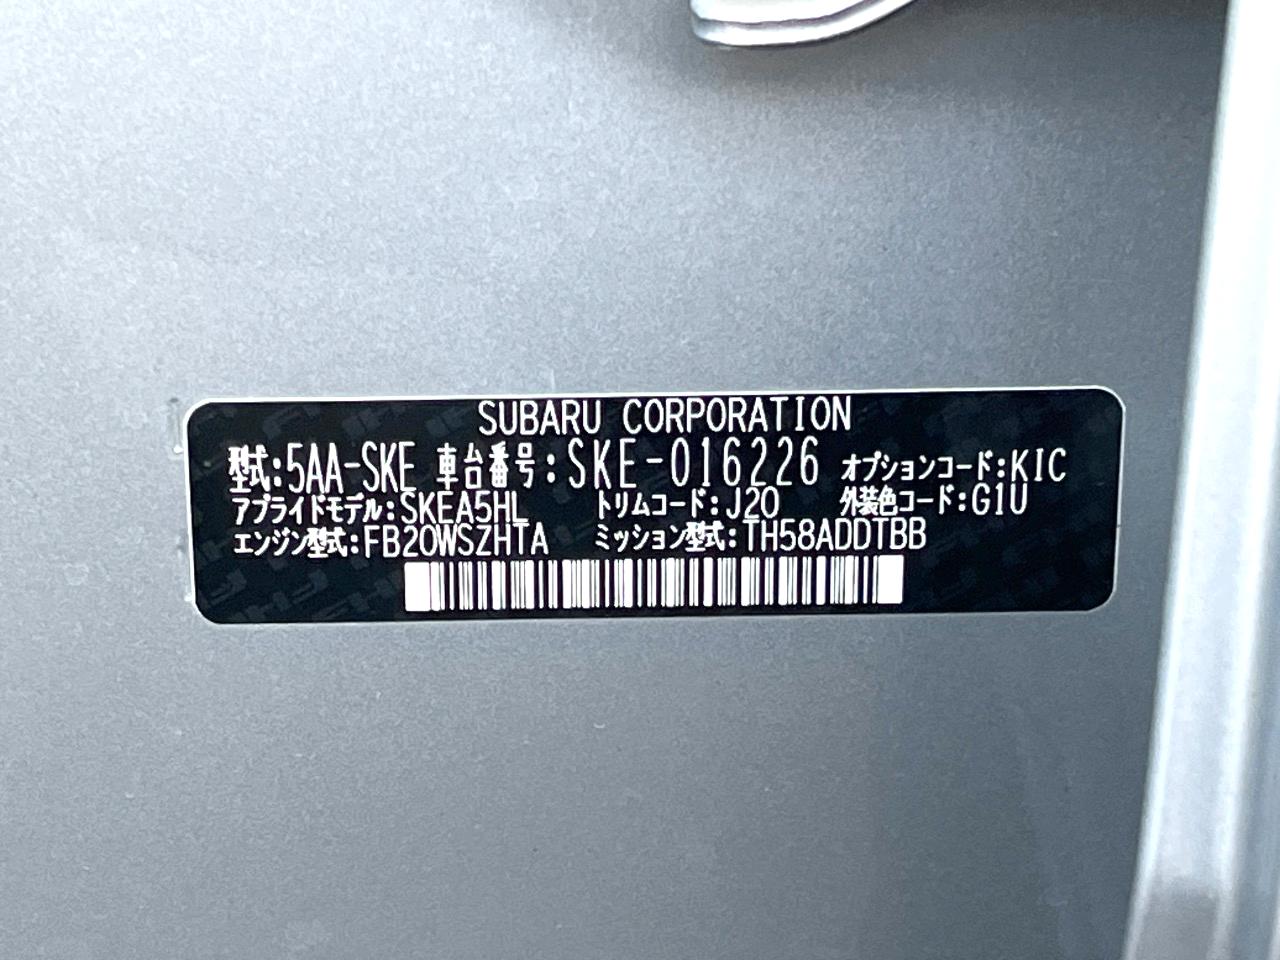 SUBARU CORPORATION
型式:5AA-SKE 車台番号:SKE-016226 オプションコード:KIC
アプライドモデル:SKEA5HL トリムコード:J20 外装色コード:G1U
エンジン型式:FB20WSZHTA ミッション型式:TH58ADDTBB